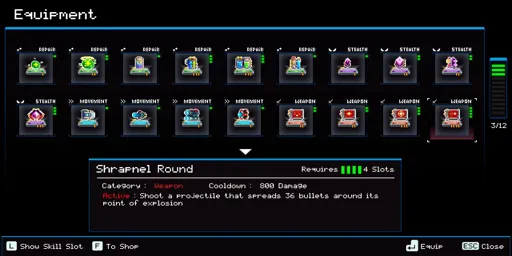 Equipment
REPAIR REPAIR REPAIR REPAIR REPAIR REPAIR STEALTH STEALTH STEALTH
STEALTH MOVEMENT MOVEMENT MOVEMENT MOVEMENT WEAPON WEAPON WEAPON WEAPON
3/12
Shrapnel Round Requires 4 Slots
Category : Weapon Cooldown : 800 Damage
Active : Shoot a projectile that spreads 36 bullets around its
point of explosion
L Show Skill Slot F To Shop Equip ESC Close